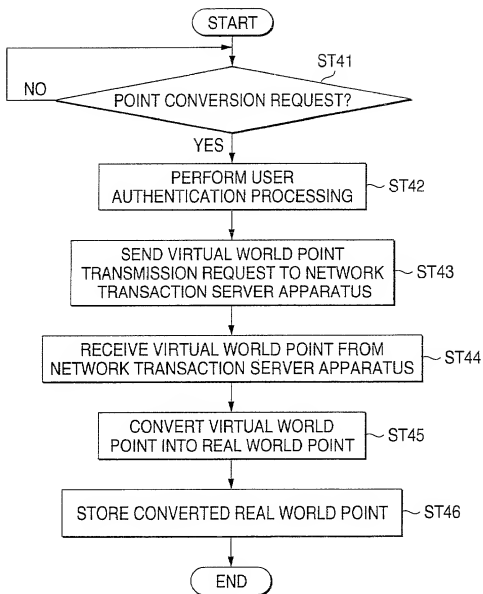 START
ST41
POINT CONVERSION REQUEST?
NO
YES
PERFORM USER
AUTHENTICATION PROCESSING
ST42
SEND VIRTUAL WORLD POINT
TRANSMISSION REQUEST TO NETWORK
TRANSACTION SERVER APPARATUS
ST43
RECEIVE VIRTUAL WORLD POINT FROM
NETWORK TRANSACTION SERVER APPARATUS
ST44
CONVERT VIRTUAL WORLD
POINT INTO REAL WORLD POINT
ST45
STORE CONVERTED REAL WORLD POINT
ST46
END